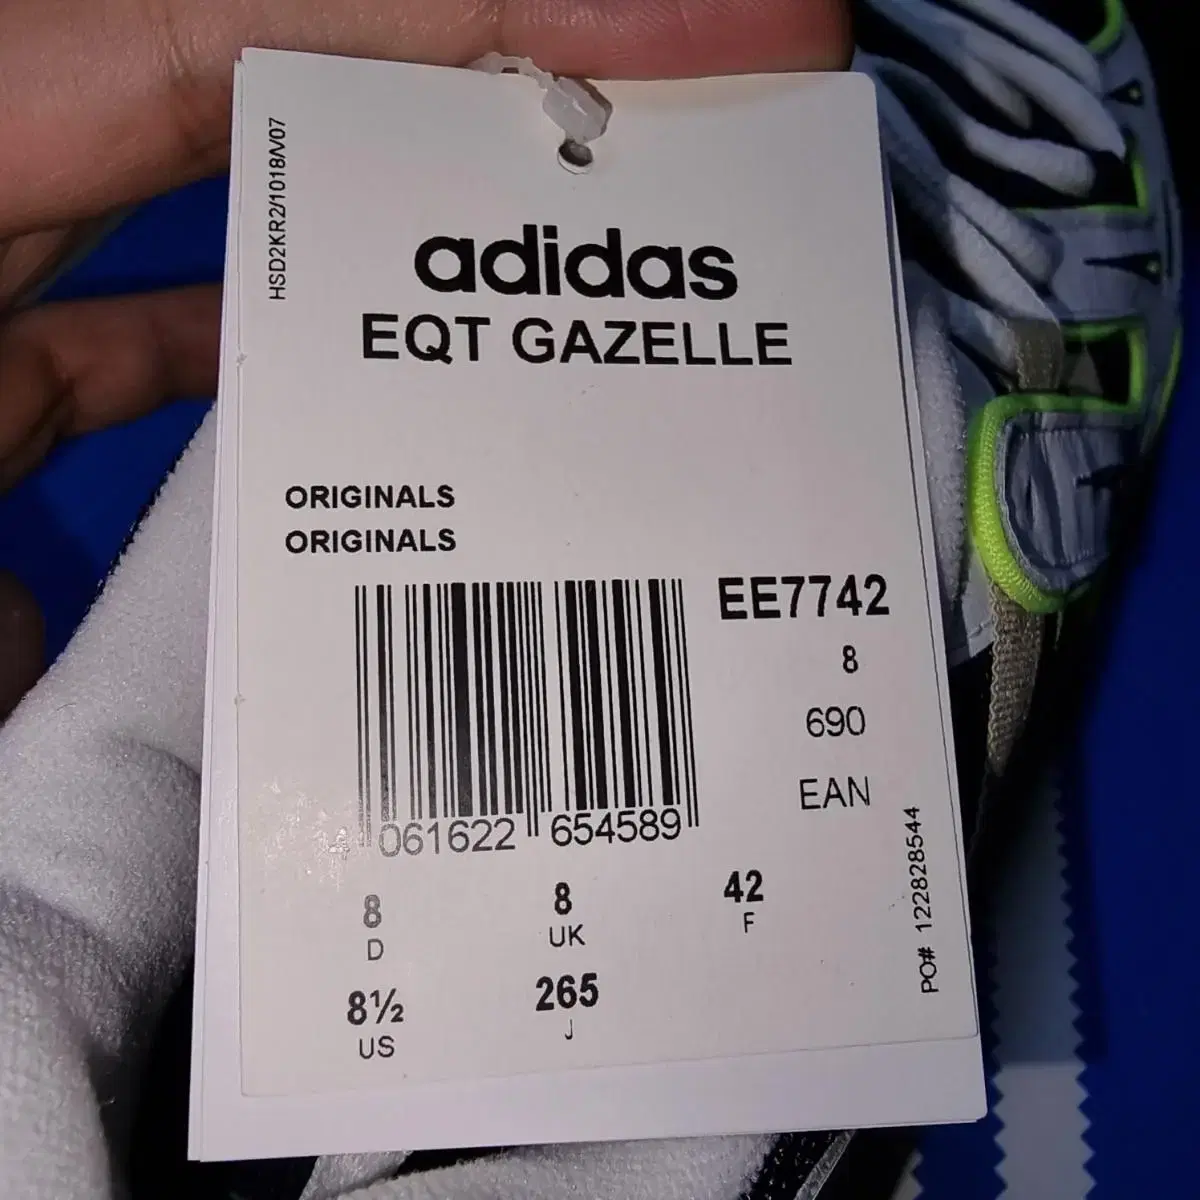 HSD2KR2/1018/V07
adidas
EQT GAZELLE
ORIGINALS
ORIGINALS
EE7742
8
690
EAN
061622 654589
8 8 42
D UK F
8½ 265
US J
PO# 122828544